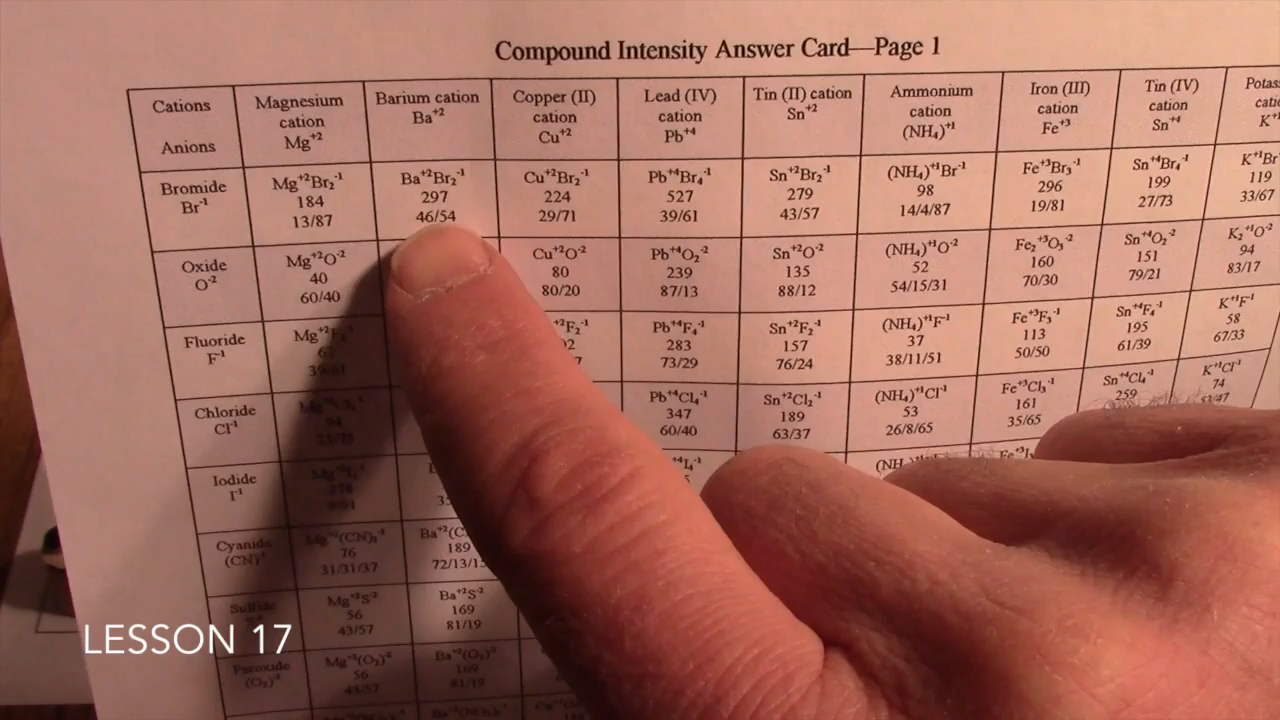 Compound Intensity Answer Card—Page 1
Cations
Anions
Magnesium
cation
Mg+2
Barium cation
Ba+2
Copper (II)
cation
Cu+2
Lead (IV)
cation
Pb+4
Tin (II) cation
Sn+2
Ammonium
cation
(NH4)+1
Iron (III)
cation
Fe+3
Tin (IV)
cation
Sn+4
K+
Bromide
Br-1
Mg+2Br2-1
184
13/87
Ba+2Br2-1
297
46/54
Cu+2Br2-1
224
29/71
Pb+4Br4-1
527
39/61
Sn+2Br2-1
279
43/57
(NH4)+1Br-1
98
14/4/87
Fe+3Br3-1
296
19/81
Sn+4Br4-1
199
27/73
K+1Br
119
33/67
Oxide
O-2
Mg+2O-2
40
60/40
Cu+2O-2
80
80/20
Pb+4O2-2
239
87/13
Sn+2O-2
135
88/12
(NH4)+1O-2
52
54/15/31
Fe2+3O3-2
160
70/30
Sn+4O2-2
151
79/21
K2+1O-2
94
83/17
Fluoride
F-1
Mg+2F2-1
+2F2-1
Pb+4F4-1
283
73/29
Sn+2F2-1
157
76/24
(NH4)+1F-1
37
38/11/51
Fe+3F3-1
113
50/50
Sn+4F4-1
195
61/39
K+1F-1
58
67/33
Chloride
Cl-1
Pb+4Cl4-1
347
60/40
Sn+2Cl2-1
189
63/37
(NH4)+1Cl-1
53
26/8/65
Fe+3Cl3-1
161
35/65
Sn+4Cl4-1
259
K+1Cl-1
74
Iodide
I-1
(NH4)
Cyanide
(CN)-1
Mg+2(CN)2-1
76
31/31/37
Ba+2(C
189
72/13/15
Sulfide
Mg+2S-2
56
43/57
Ba+2S-2
169
81/19
Peroxide
(O2)-2
Mg+2(O2)-2
56
43/57
Ba+2(O2)-2
169
81/19
LESSON 17